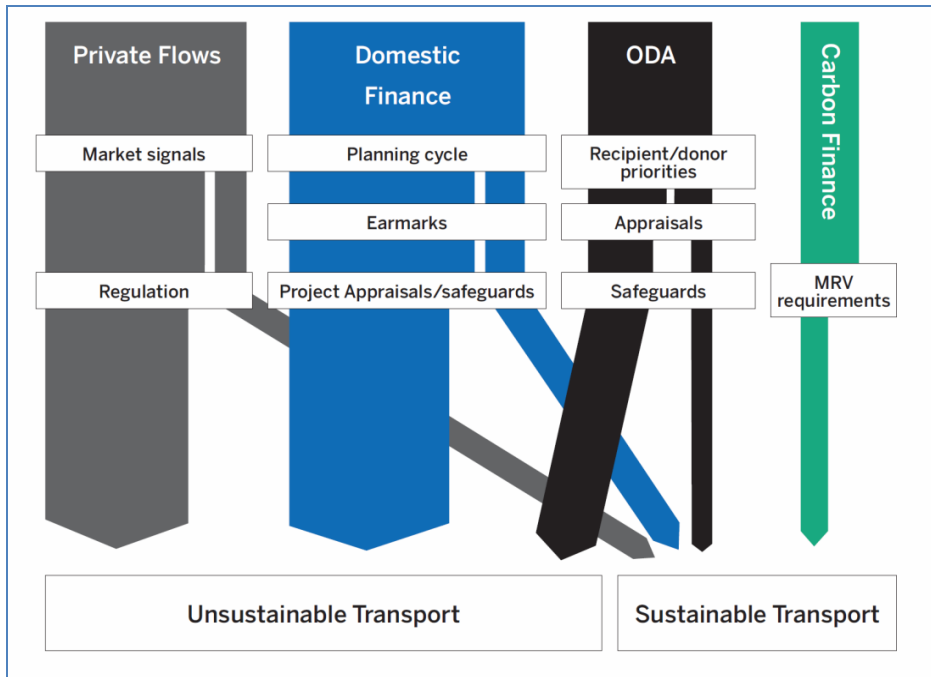 Private Flows
Domestic
Finance
ODA
Carbon Finance
Market signals
Planning cycle
Recipient/donor
priorities
Earmarks
Appraisals
Regulation
Project Appraisals/safeguards
Safeguards
MRV
requirements
Unsustainable Transport
Sustainable Transport